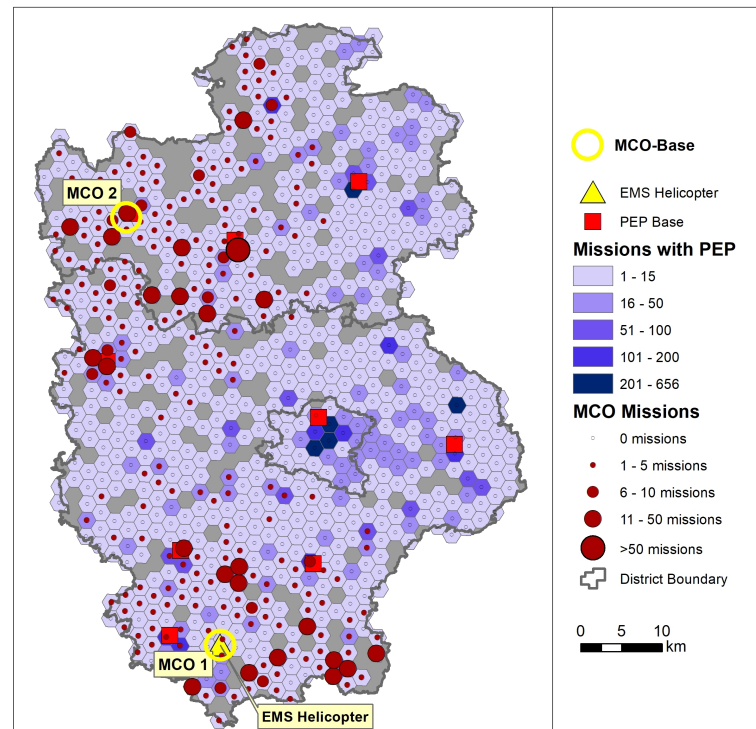 MCO 2
MCO 1
EMS Helicopter
MCO-Base
EMS Helicopter
PEP Base
Missions with PEP
1 - 15
16 - 50
51 - 100
101 - 200
201 - 656
MCO Missions
0 missions
1 - 5 missions
6 - 10 missions
11 - 50 missions
>50 missions
District Boundary
0 5 10
km